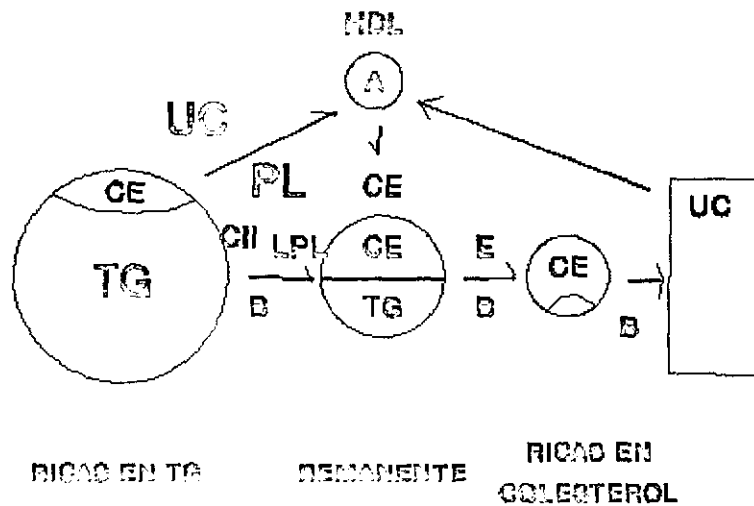 HDL
A
UC
PL
CE
CE
TG
CII
LPL
B
CE
TG
E
B
CE
B
UC
RICAS EN TG
REMANENTE
RICAS EN
COLESTEROL